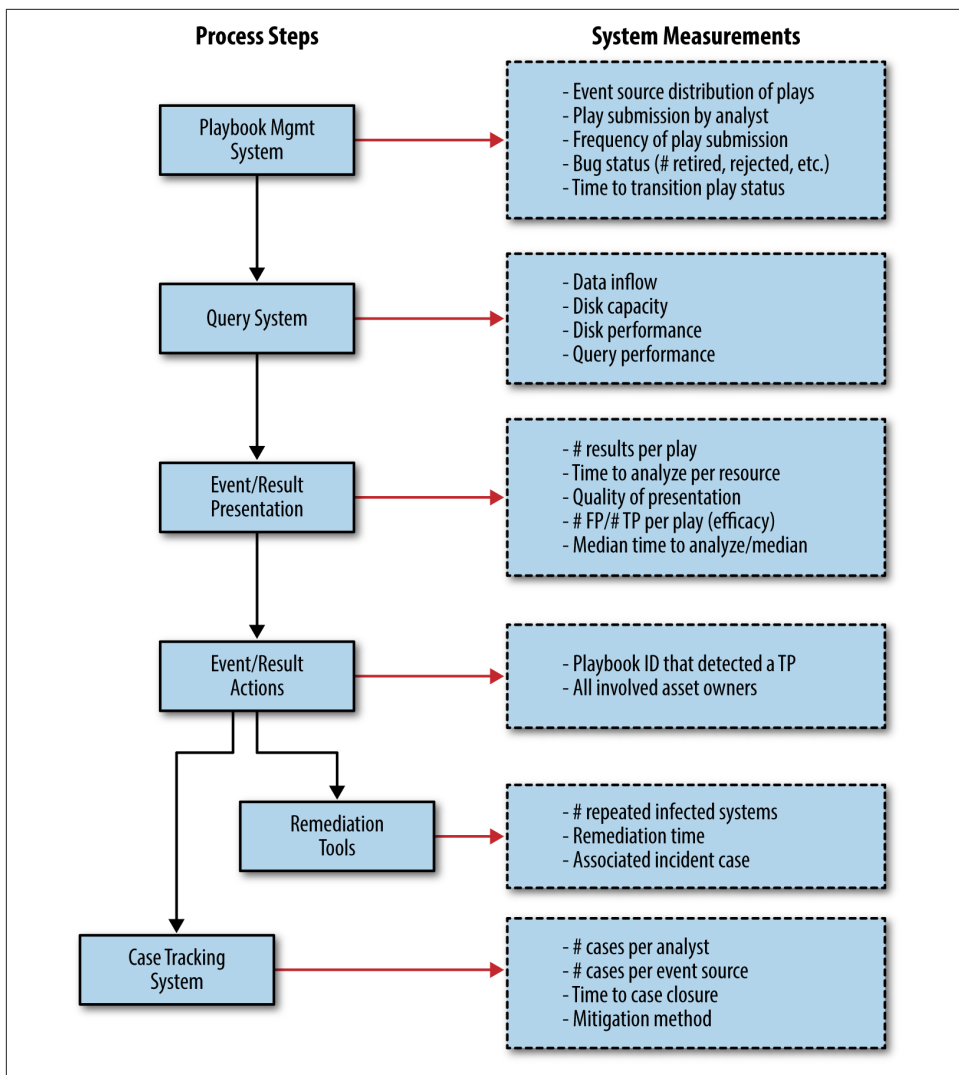 Process Steps
System Measurements
Playbook Mgmt
System
- Event source distribution of plays
- Play submission by analyst
- Frequency of play submission
- Bug status (# retired, rejected, etc.)
- Time to transition play status
Query System
- Data inflow
- Disk capacity
- Disk performance
- Query performance
Event/Result
Presentation
- # results per play
- Time to analyze per resource
- Quality of presentation
- # FP/# TP per play (efficacy)
- Median time to analyze/median
Event/Result
Actions
- Playbook ID that detected a TP
- All involved asset owners
Remediation
Tools
- # repeated infected systems
- Remediation time
- Associated incident case
Case Tracking
System
- # cases per analyst
- # cases per event source
- Time to case closure
- Mitigation method